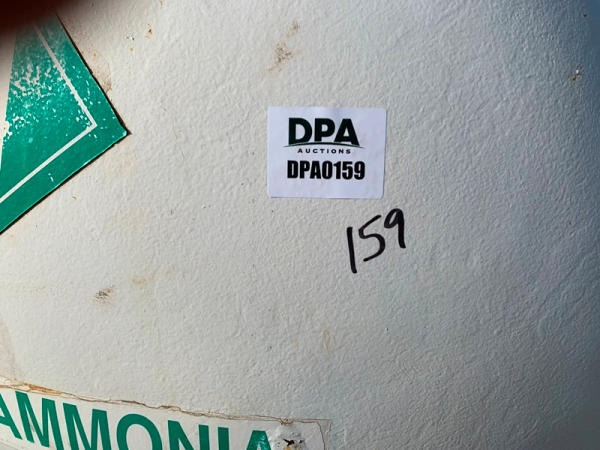 DPA
AUCTIONS
DPA0159
159
AMMONIA